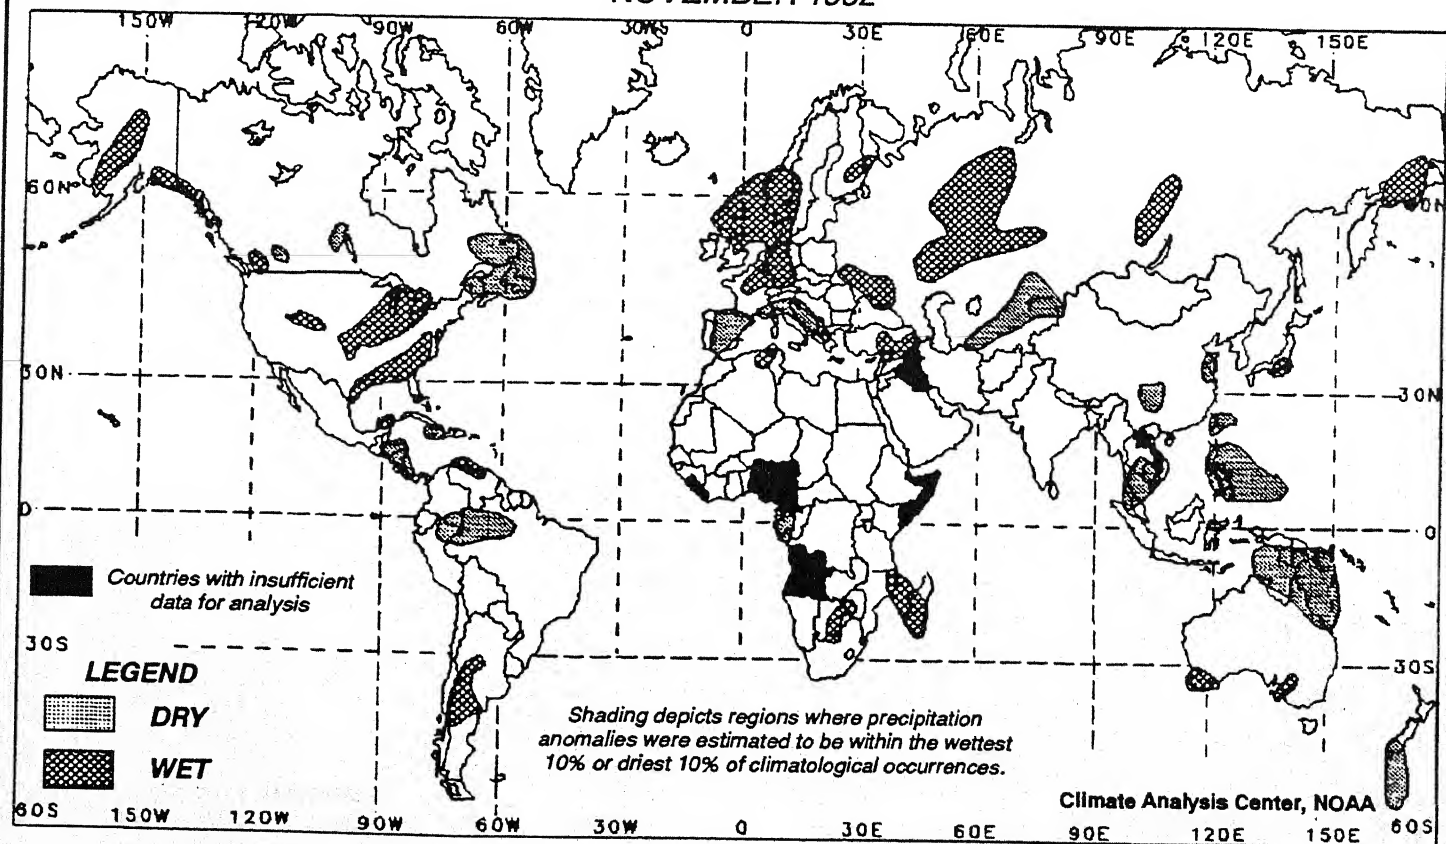 150W 120W 90W 60W 30W 0 30E 60E 90E 120E 150E
60N
30N 30N
0 0
Countries with insufficient
data for analysis
30S 30S
LEGEND
DRY
WET
Shading depicts regions where precipitation
anomalies were estimated to be within the wettest
10% or driest 10% of climatological occurrences.
Climate Analysis Center, NOAA
60S 150W 120W 90W 60W 30W 0 30E 60E 90E 120E 150E 60S